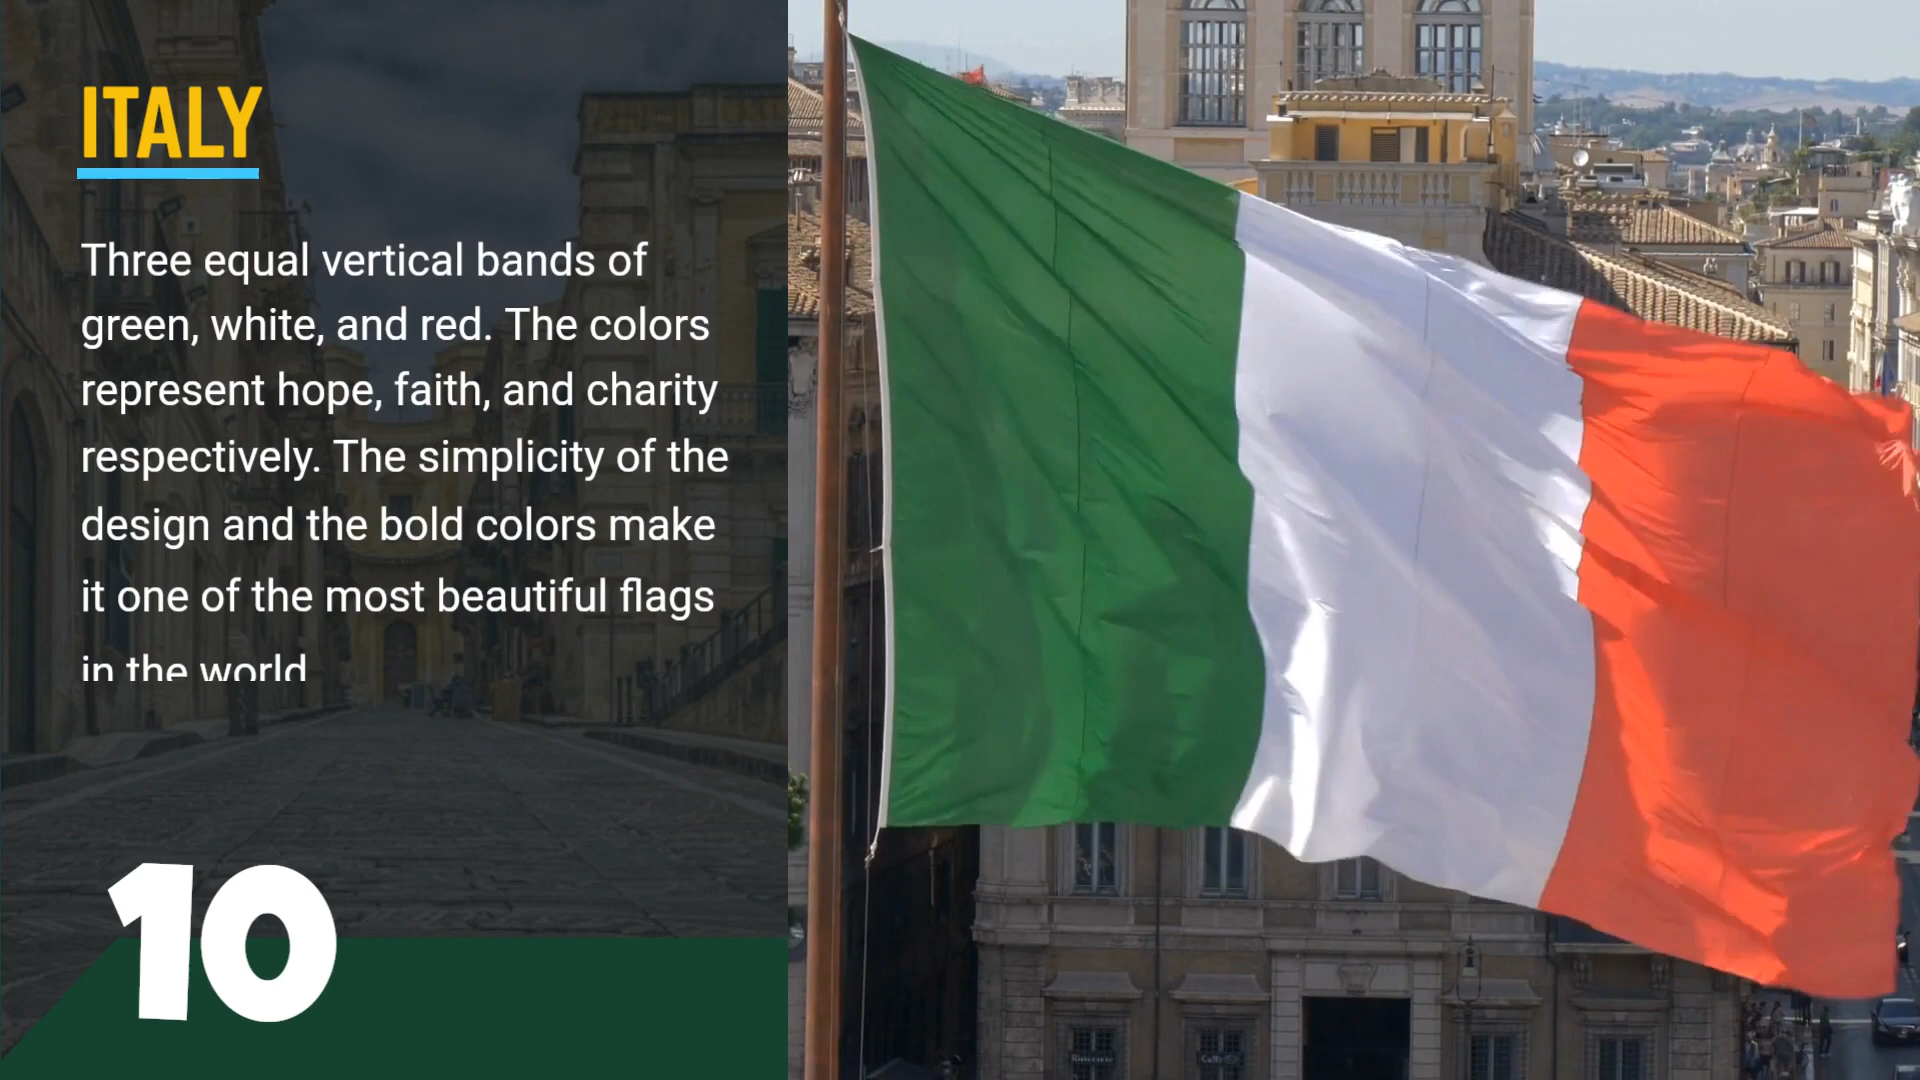 ITALY
Three equal vertical bands of
green, white, and red. The colors
represent hope, faith, and charity
respectively. The simplicity of the
design and the bold colors make
it one of the most beautiful flags
in the world
10
Ristorante
Caffè